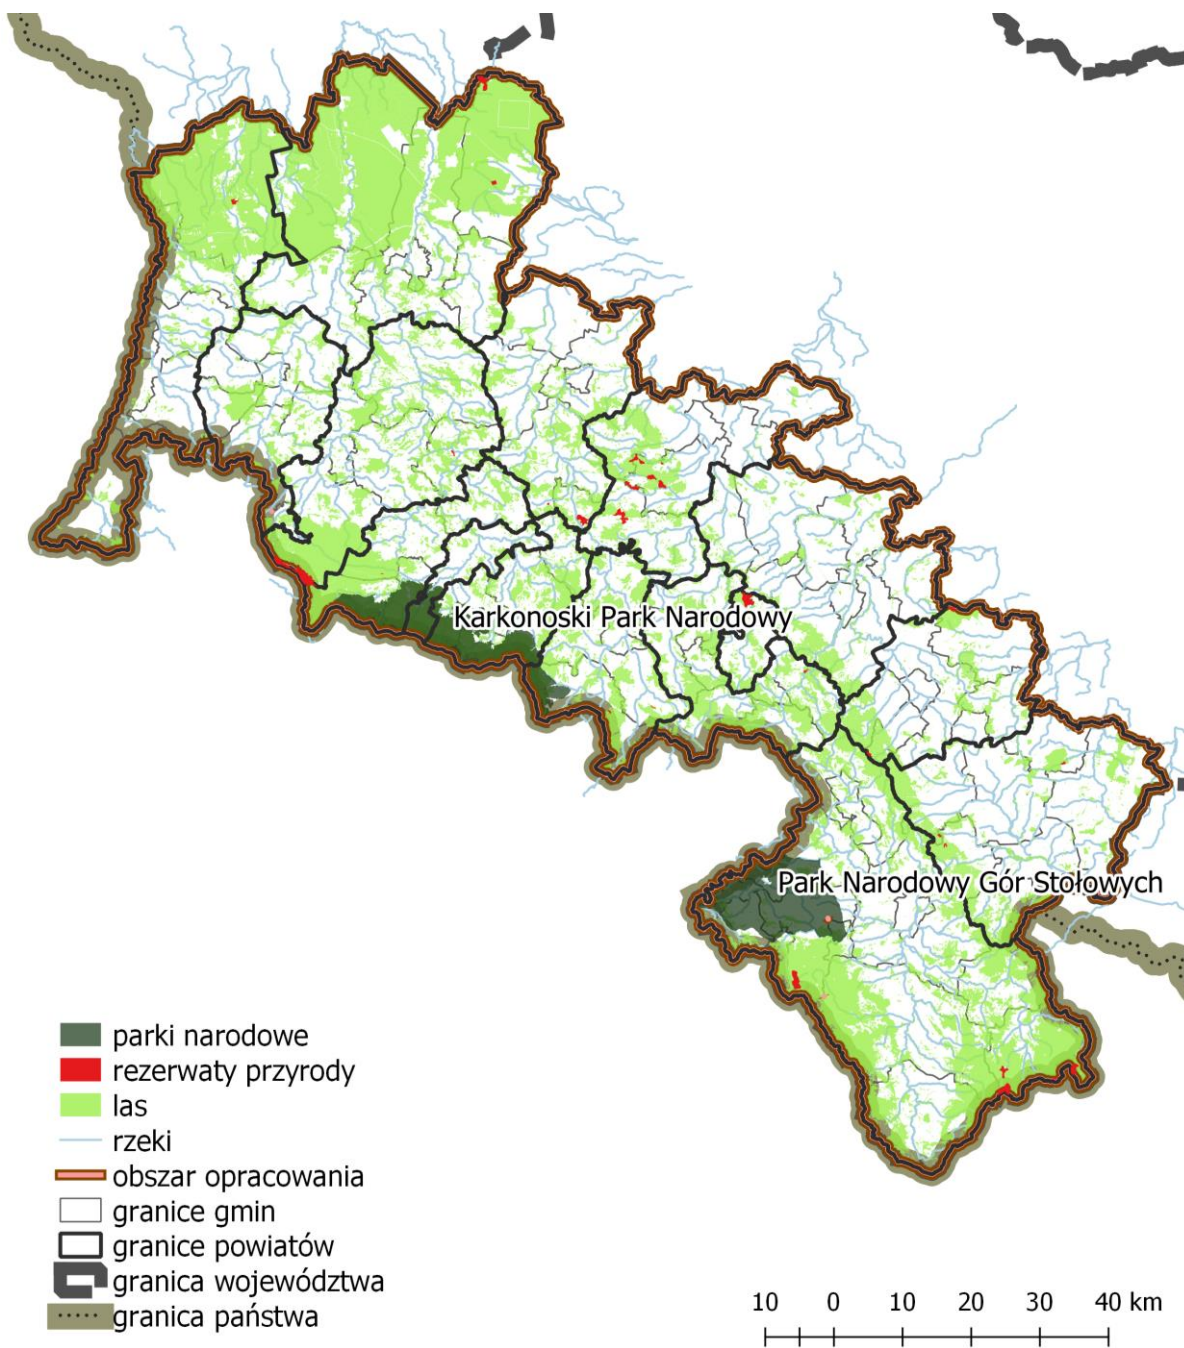 Karkonoski Park Narodowy
Park Narodowy Gór Stołowych
parki narodowe
rezerwaty przyrody
las
rzeki
obszar opracowania
granice gmin
granice powiatów
granica województwa
granica państwa
10 0 10 20 30 40 km